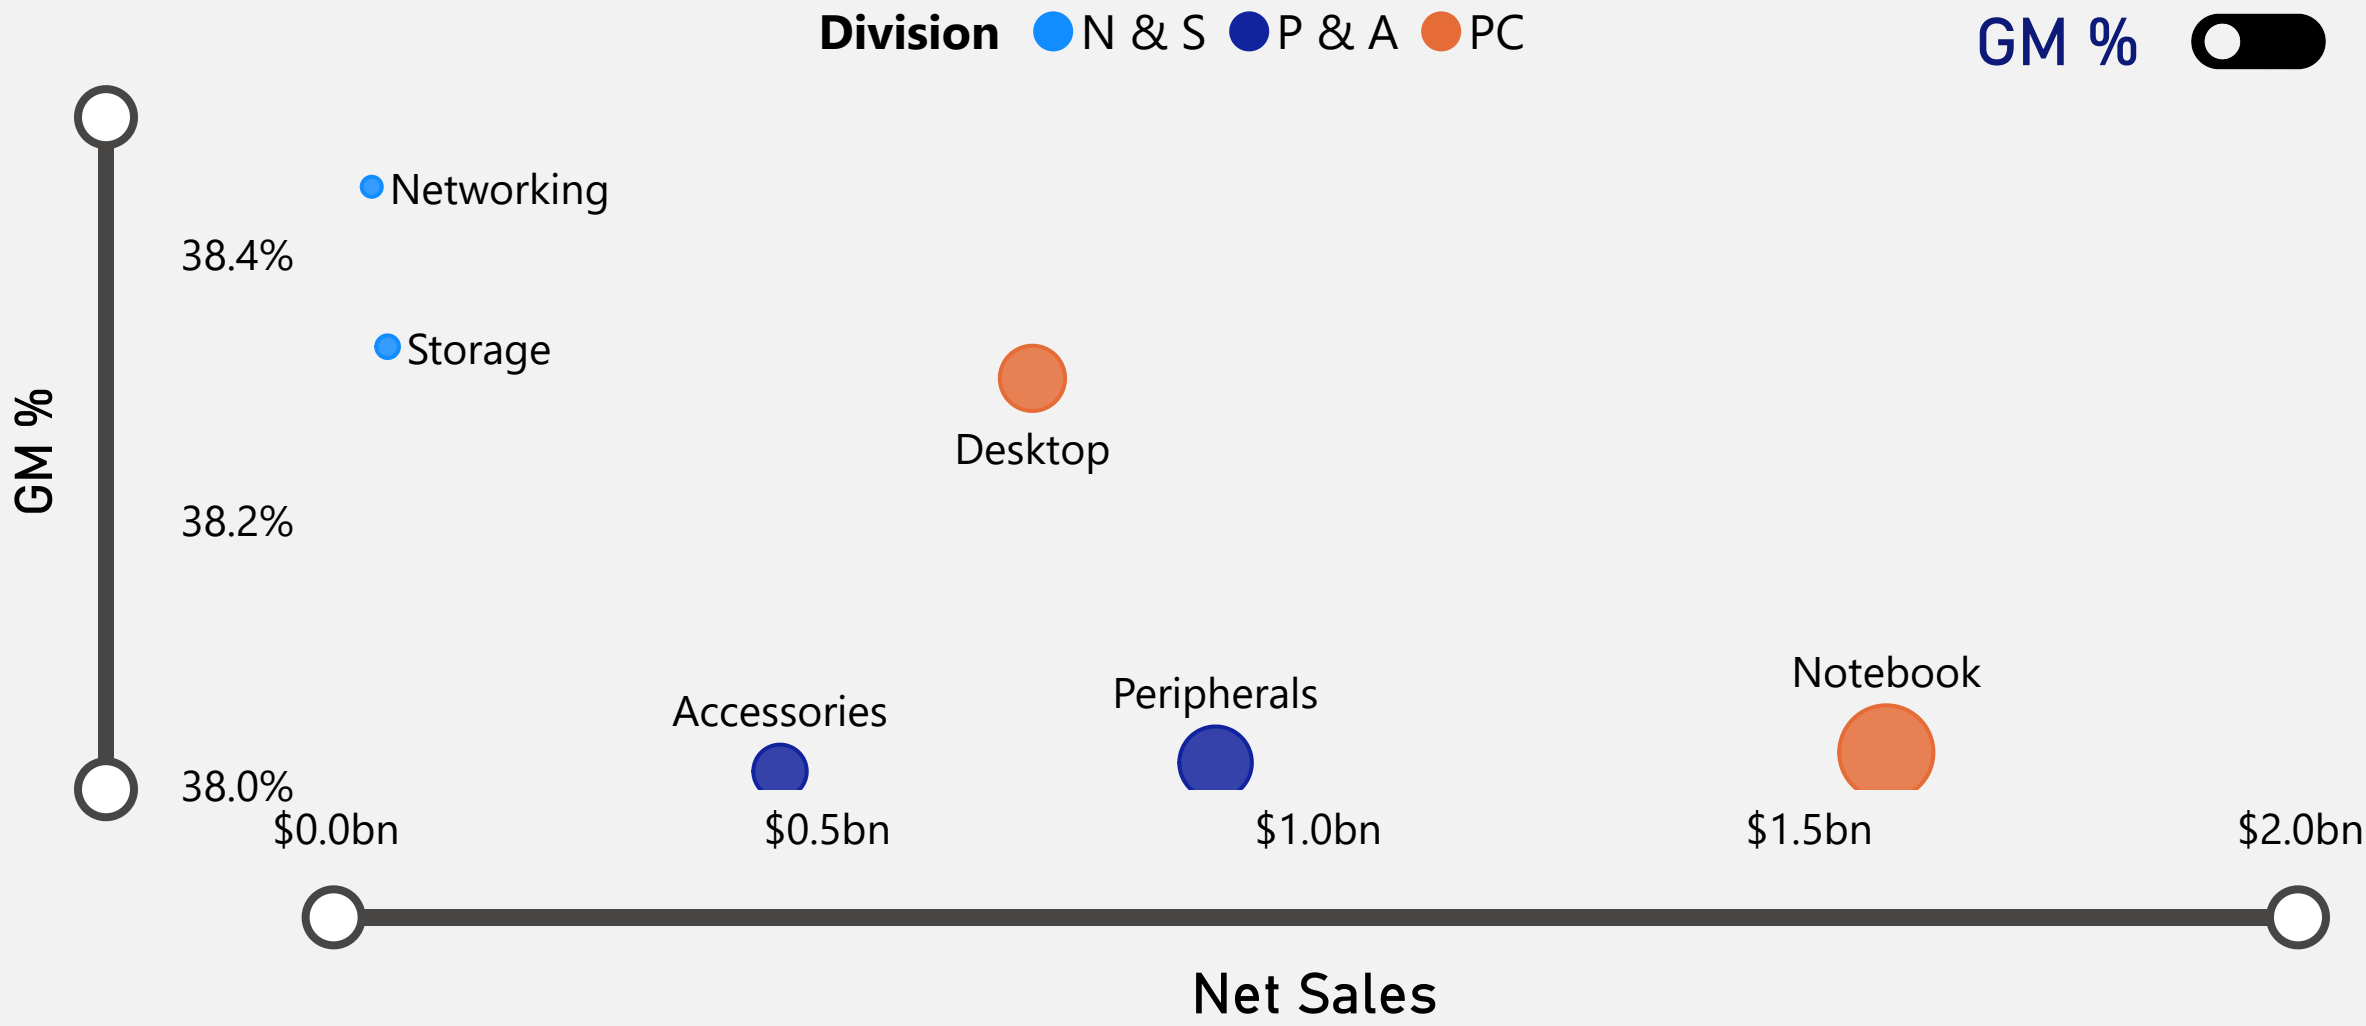 Division N & S P & A PC
GM %
Networking
38.4%
Storage
Desktop
GM %
38.2%
Notebook
Peripherals
Accessories
38.0%
$0.0bn $0.5bn $1.0bn $1.5bn $2.0bn
Net Sales